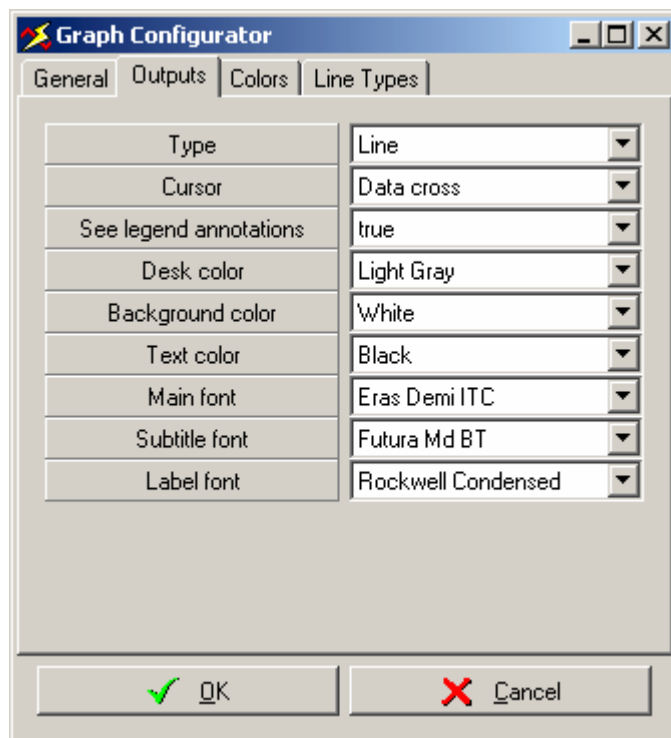 Graph Configurator
General Outputs Colors Line Types
Type Line
Cursor Data cross
See legend annotations true
Desk color Light Gray
Background color White
Text color Black
Main font Eras Demi ITC
Subtitle font Futura Md BT
Label font Rockwell Condensed
OK Cancel